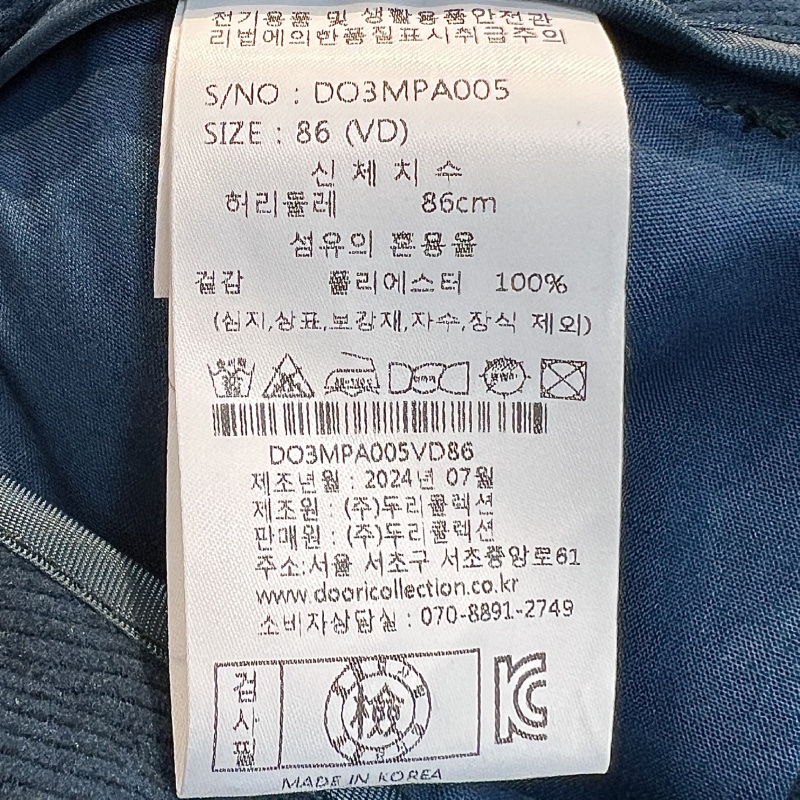 전기용품 및 생활용품안전관
리법에의한품질표시취급주의
S/NO : DO3MPA005
SIZE : 86 (VD)
신 체 치 수
허리둘레 86cm
섬유의 혼용율
겉감 폴리에스터 100%
(심지,상표,보강재,자수,장식 제외)
DO3MPA005VD86
제조년월 : 2024년 07월
제조원 : (주)두리콜렉션
판매원 : (주)두리콜렉션
주소:서울 서초구 서초중앙로61
www.dooricollection.co.kr
소비자상담실 : 070-8891-2749
검사필 檢
MADE IN KOREA